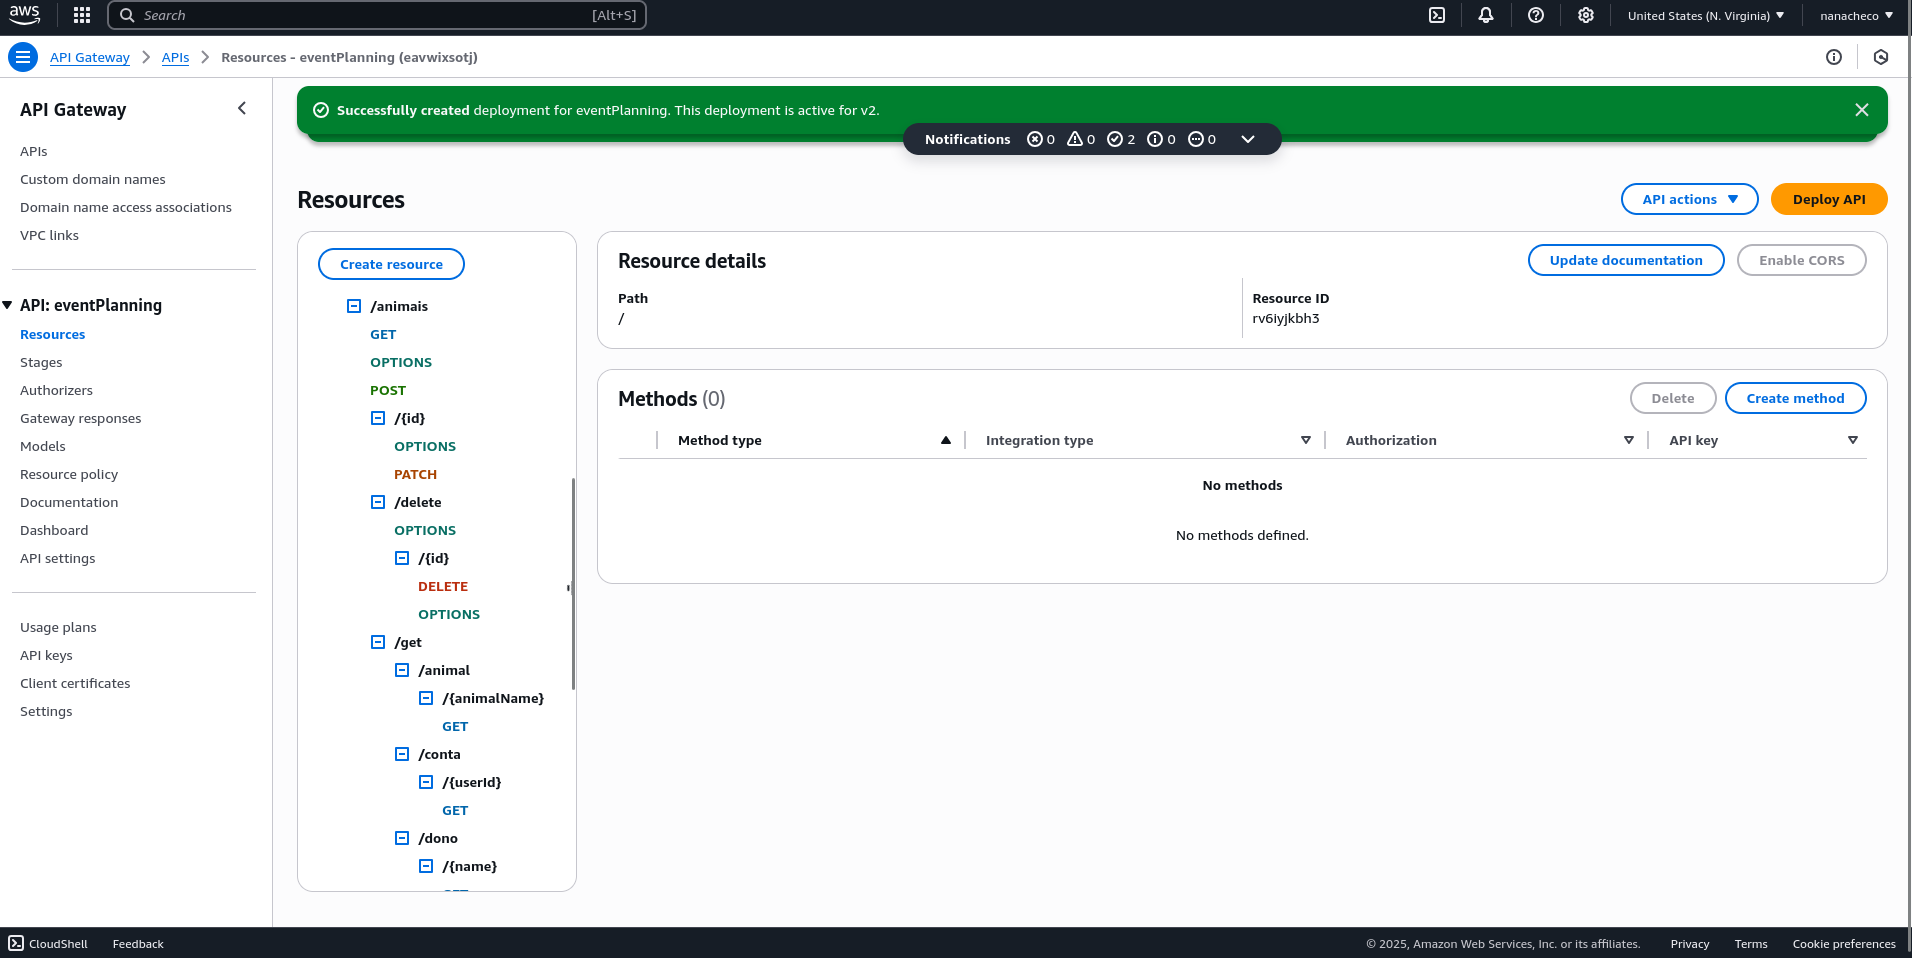 aws Search [Alt+S] United States (N. Virginia) nanacheco
API Gateway APIs Resources - eventPlanning (eavwixsotj)
API Gateway
APIs
Custom domain names
Domain name access associations
VPC links
API: eventPlanning
Resources
Stages
Authorizers
Gateway responses
Models
Resource policy
Documentation
Dashboard
API settings
Usage plans
API keys
Client certificates
Settings
Successfully created deployment for eventPlanning. This deployment is active for v2.
Notifications 0 0 2 0 0
Resources
API actions Deploy API
Create resource
/animais
GET
OPTIONS
POST
/{id}
OPTIONS
PATCH
/delete
OPTIONS
/{id}
DELETE
OPTIONS
/get
/animal
/{animalName}
GET
/conta
/{userId}
GET
/dono
/{name}
Resource details
Update documentation Enable CORS
Path
/
Resource ID
rv6iyjkbh3
Methods (0)
Delete Create method
Method type Integration type Authorization API key
No methods
No methods defined.
CloudShell Feedback © 2025, Amazon Web Services, Inc. or its affiliates. Privacy Terms Cookie preferences